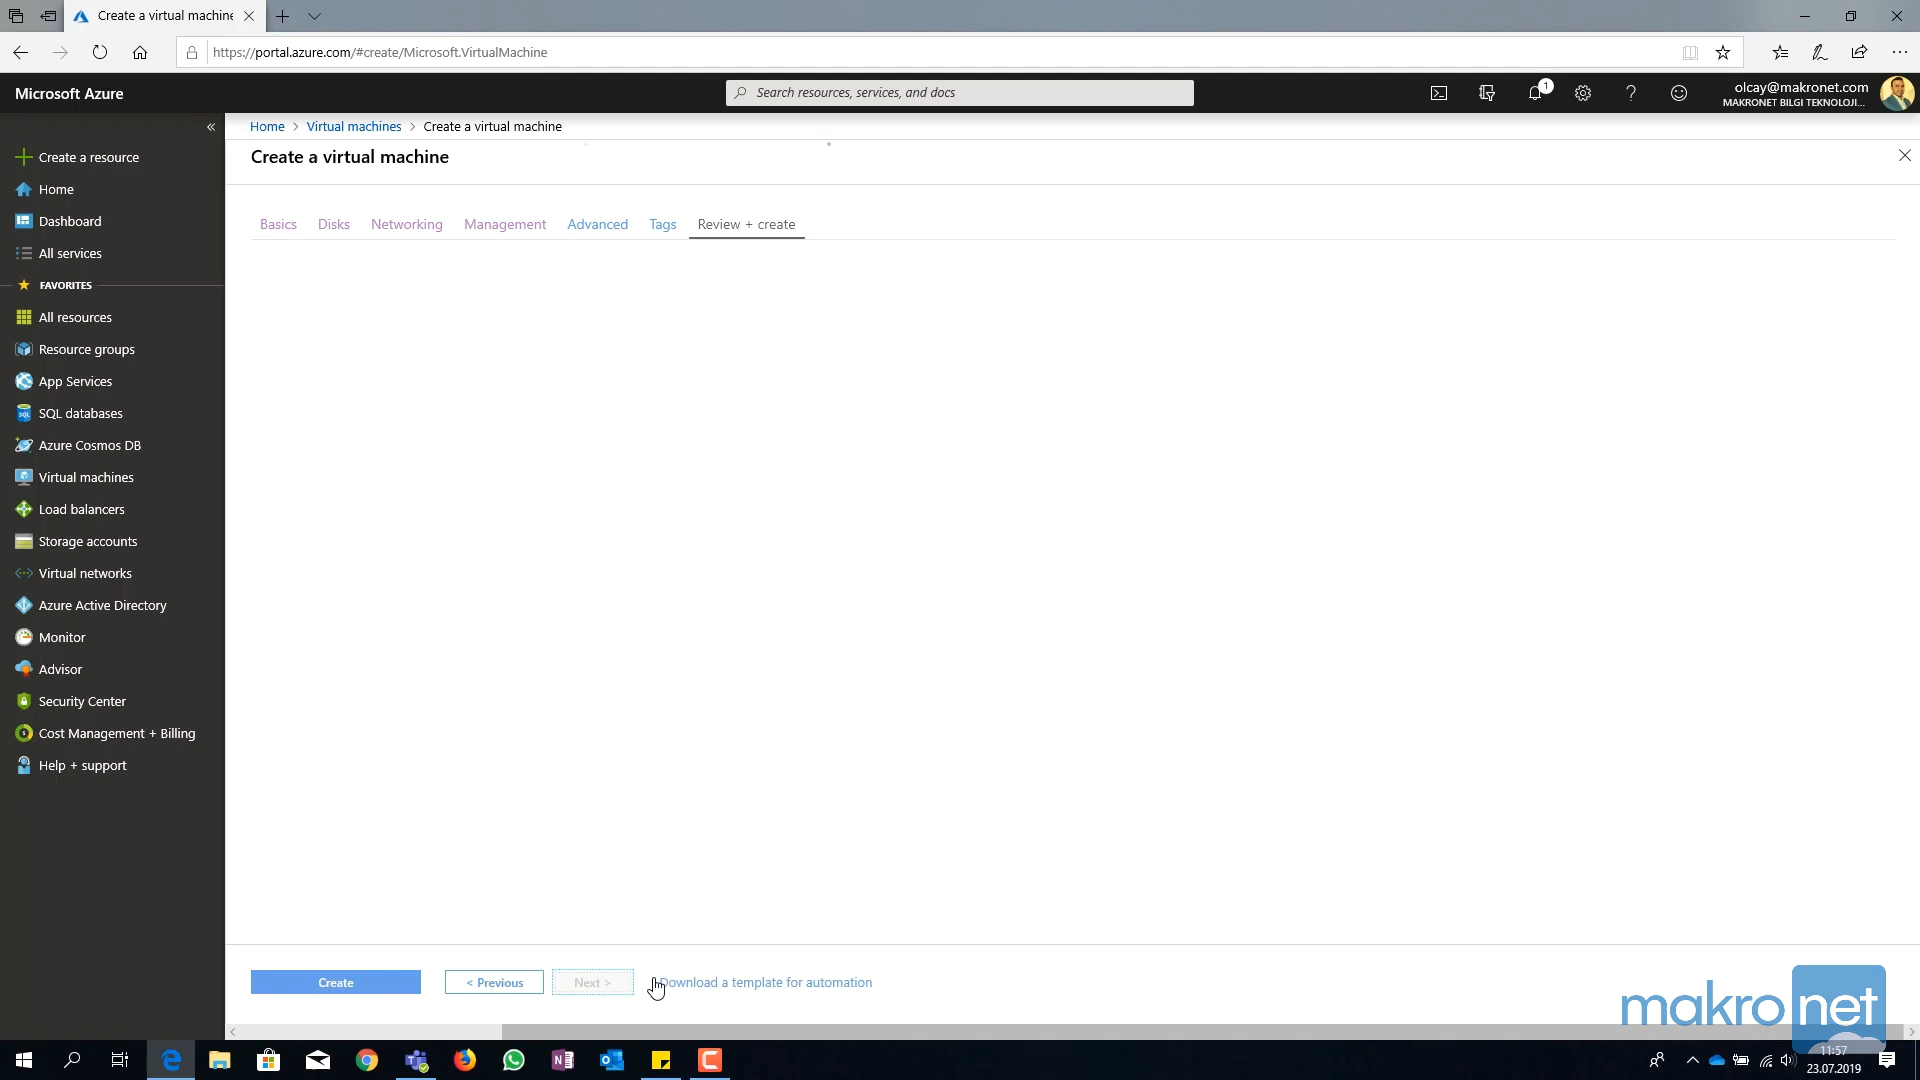 Create a virtual machine
https://portal.azure.com/#create/Microsoft.VirtualMachine
Microsoft Azure
Search resources, services, and docs
1
olcay@makronet.com
MAKRONET BILGI TEKNOLOJI...
Home > Virtual machines > Create a virtual machine
Create a virtual machine
Create a resource
Home
Dashboard
All services
FAVORITES
All resources
Resource groups
App Services
SQL databases
Azure Cosmos DB
Virtual machines
Load balancers
Storage accounts
Virtual networks
Azure Active Directory
Monitor
Advisor
Security Center
Cost Management + Billing
Help + support
Basics Disks Networking Management Advanced Tags Review + create
Create < Previous Next > Download a template for automation
makronet
11:57
23.07.2019